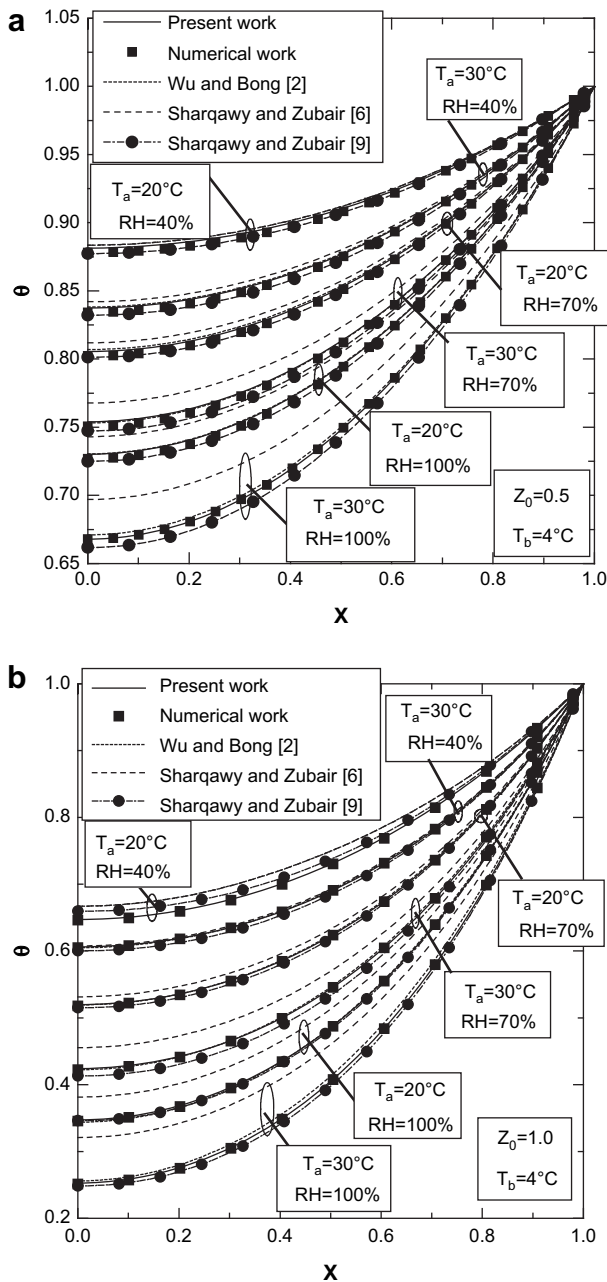 a
1.05
1.00
0.95
0.90
0.85
0.80
0.75
0.70
0.65
θ
Present work
Numerical work
Wu and Bong [2]
Sharqawy and Zubair [6]
Sharqawy and Zubair [9]
Ta=30°C
RH=40%
Ta=20°C
RH=40%
Ta=20°C
RH=70%
Ta=30°C
RH=70%
Ta=20°C
RH=100%
Ta=30°C
RH=100%
Z0=0.5
Tb=4°C
0.0 0.2 0.4 0.6 0.8 1.0
X
b
1.0
0.8
0.6
0.4
0.2
θ
Present work
Numerical work
Wu and Bong [2]
Sharqawy and Zubair [6]
Sharqawy and Zubair [9]
Ta=30°C
RH=40%
Ta=20°C
RH=40%
Ta=20°C
RH=70%
Ta=30°C
RH=70%
Ta=20°C
RH=100%
Ta=30°C
RH=100%
Z0=1.0
Tb=4°C
0.0 0.2 0.4 0.6 0.8 1.0
X